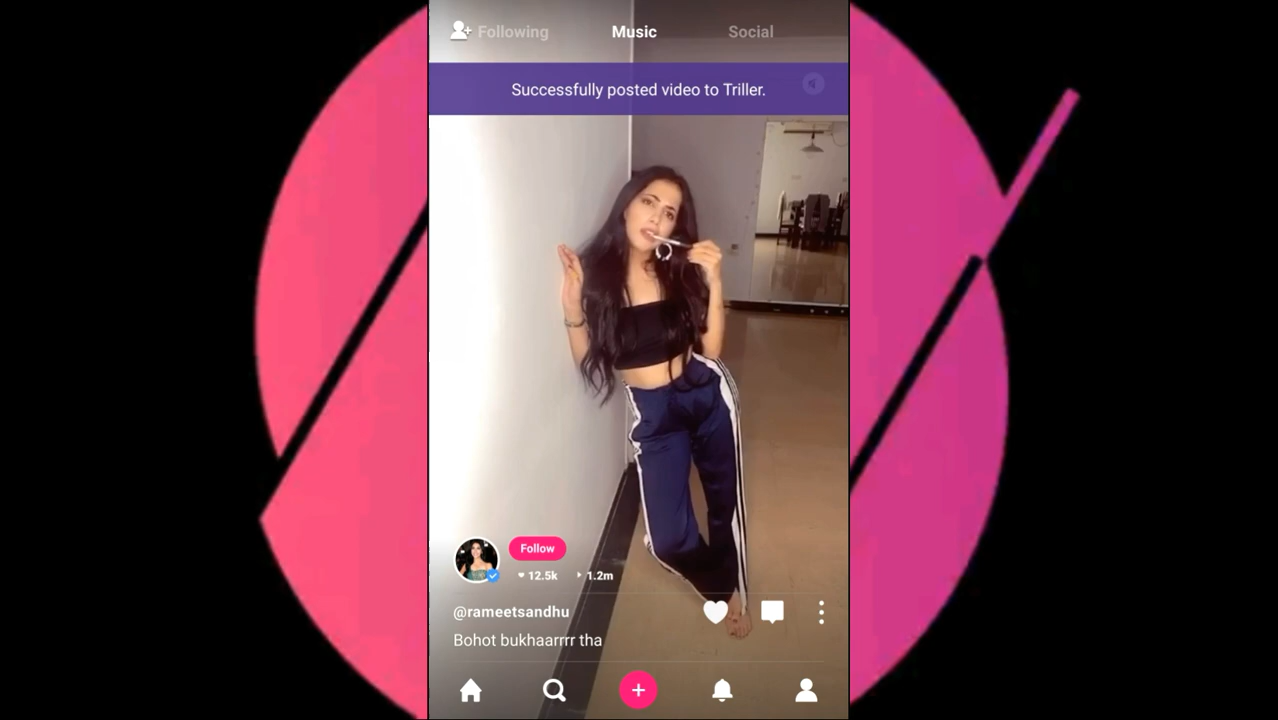 Following
Music
Social
Successfully posted video to Triller.
Follow
12.5k
1.2m
@rameetsandhu
Bohot bukhaarrrr tha